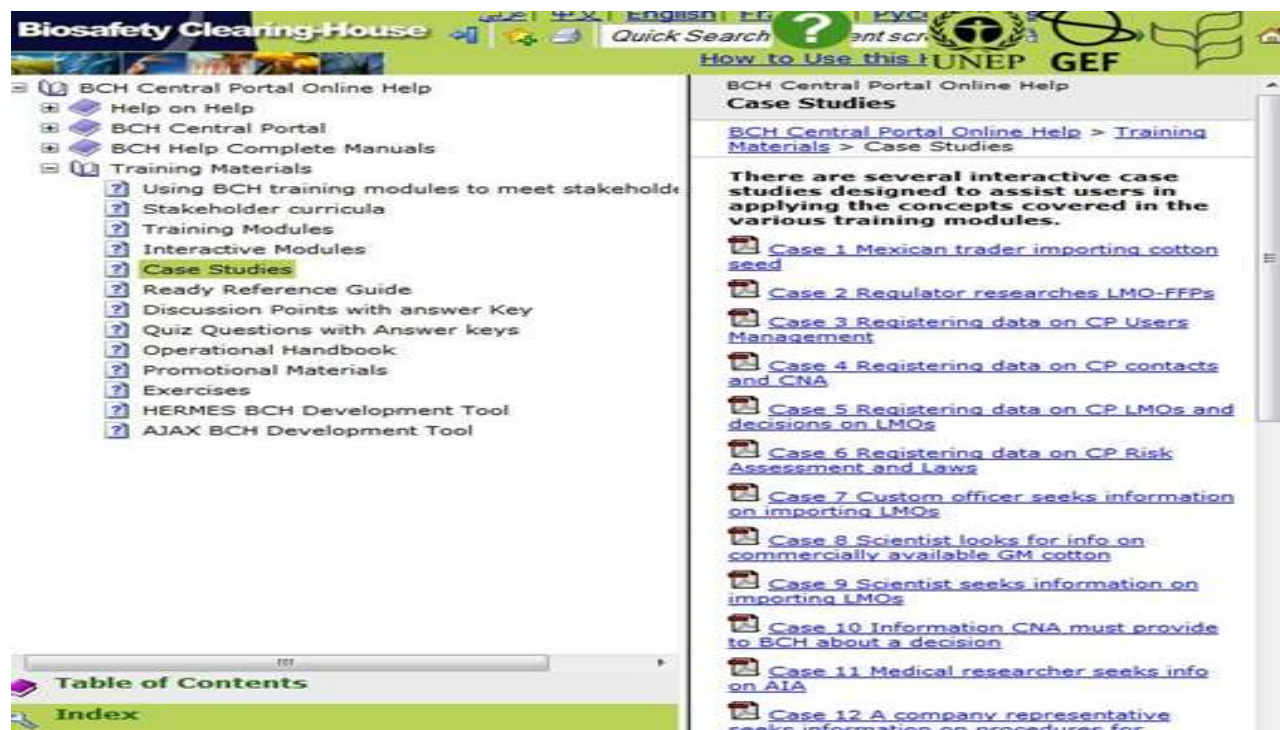 Biosafety Clearing-House
English
Quick Search
How to Use this
UNEP
GEF
BCH Central Portal Online Help
Help on Help
BCH Central Portal
BCH Help Complete Manuals
Training Materials
Using BCH training modules to meet
Stakeholder curricula
Training Modules
Interactive Modules
Case Studies
Ready Reference Guide
Discussion Points with answer Key
Quiz Questions with Answer keys
Operational Handbook
Promotional Materials
Exercises
HERMES BCH Development Tool
AJAX BCH Development Tool
Table of Contents
Index
BCH Central Portal Online Help
Case Studies
BCH Central Portal Online Help > Training
Materials > Case Studies
There are several interactive case
studies designed to assist users in
applying the concepts covered in the
various training modules.
Case 1 Mexican trader importing cotton
seed
Case 2 Regulator researches LMO-FFPs
Case 3 Registering data on CP Users
Management
Case 4 Registering data on CP contacts
and CNA
Case 5 Registering data on CP LMOs and
decisions on LMOs
Case 6 Registering data on CP Risk
Assessment and Laws
Case 7 Custom officer seeks information
on importing LMOs
Case 8 Scientist looks for info on
commercially available GM cotton
Case 9 Scientist seeks information on
importing LMOs
Case 10 Information CNA must provide
to BCH about a decision
Case 11 Medical researcher seeks info
on AIA
Case 12 A company representative
seeks information on procedures for